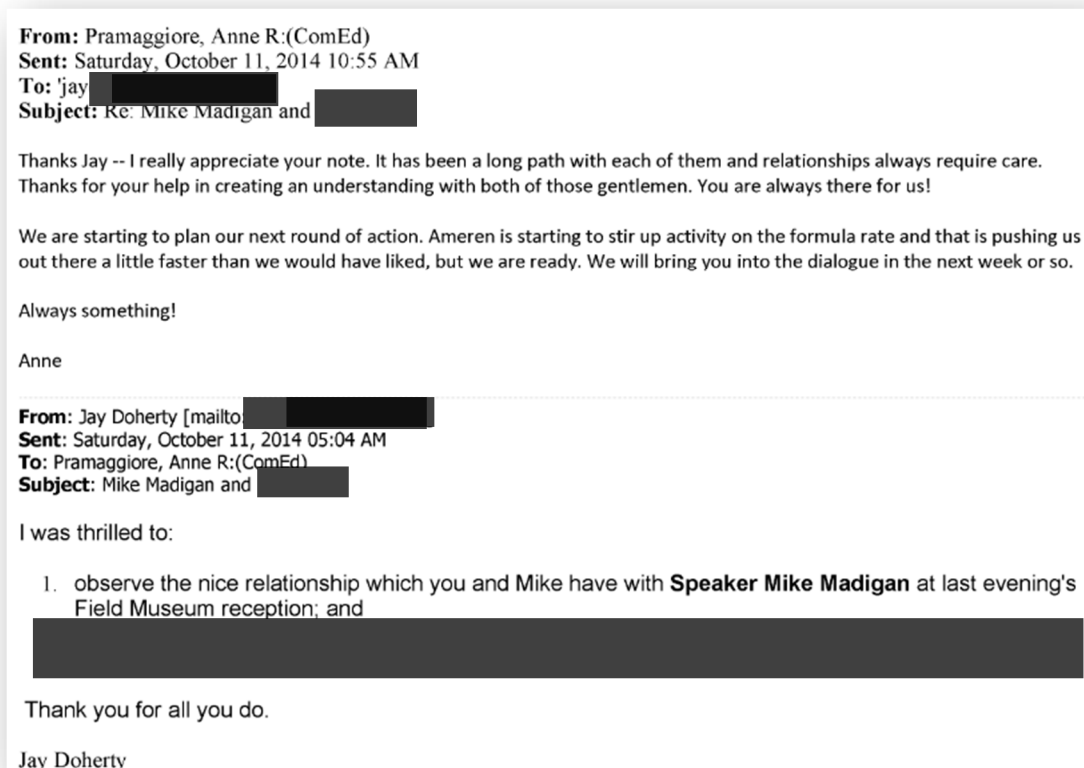 From: Pramaggiore, Anne R:(ComEd)
Sent: Saturday, October 11, 2014 10:55 AM
To: 'jay
Subject: Re: Mike Madigan and
Thanks Jay -- I really appreciate your note. It has been a long path with each of them and relationships always require care.
Thanks for your help in creating an understanding with both of those gentlemen. You are always there for us!
We are starting to plan our next round of action. Ameren is starting to stir up activity on the formula rate and that is pushing us
out there a little faster than we would have liked, but we are ready. We will bring you into the dialogue in the next week or so.
Always something!
Anne
From: Jay Doherty [mailto:
Sent: Saturday, October 11, 2014 05:04 AM
To: Pramaggiore, Anne R:(ComEd)
Subject: Mike Madigan and
I was thrilled to:
1. observe the nice relationship which you and Mike have with Speaker Mike Madigan at last evening's
Field Museum reception; and
Thank you for all you do.
Jay Doherty